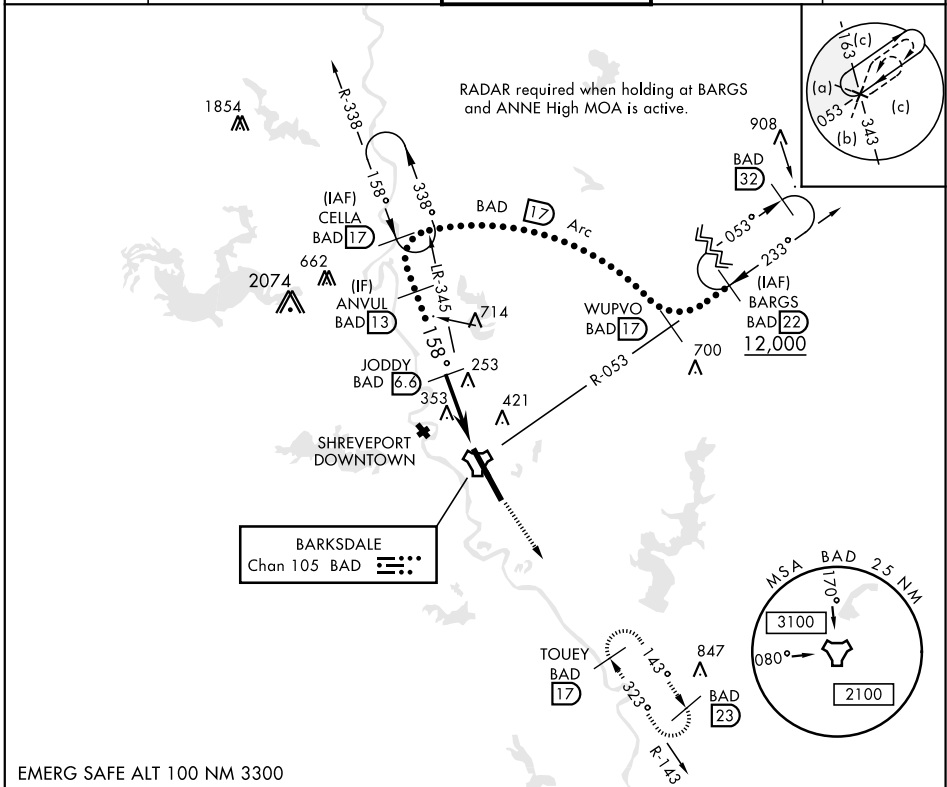 RADAR required when holding at BARGS
and ANNE High MOA is active.
163
(c)
(a)
(c)
053
(b)
343
1854
R-338
158°
338°
(IAF)
CELLA
BAD 17
BAD 17 Arc
908
BAD
32
053°
233°
(IAF)
BARGS
BAD 22
12,000
662
2074
(IF)
ANVUL
BAD 13
LR-345
714
158°
WUPVO
BAD 17
700
R-053
JODDY
BAD 6.6
253
353
421
SHREVEPORT
DOWNTOWN
BARKSDALE
Chan 105 BAD
TOUEY
BAD
17
143°
323°
847
BAD
23
R-143
MSA BAD 25 NM
170°
3100
080°
2100
EMERG SAFE ALT 100 NM 3300